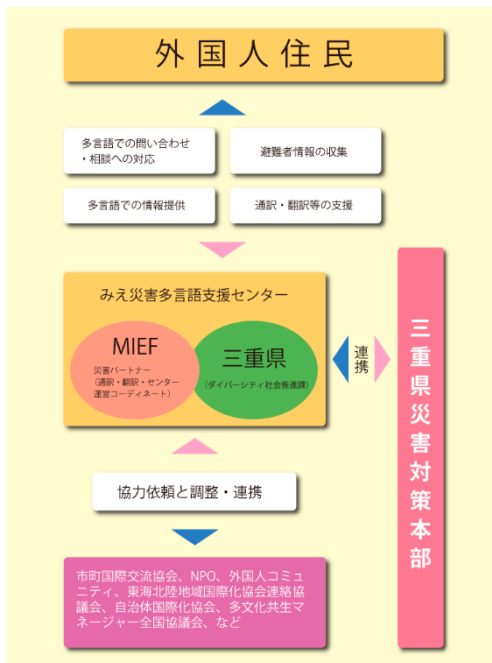 外国人住民
多言語での問い合わせ
・相談への対応
避難者情報の収集
多言語での情報提供
通訳・翻訳等の支援
みえ災害多言語支援センター
MIEF
災害パートナー
（通訳・翻訳・センター
運営コーディネート）
三重県
（ダイバーシティ社会推進課）
連携
三重県災害対策本部
協力依頼と調整・連携
市町国際交流協会、NPO、外国人コミュ
ニティ、東海北陸地域国際化協会連絡協
議会、自治体国際化協会、多文化共生マ
ネージャー全国協議会、など